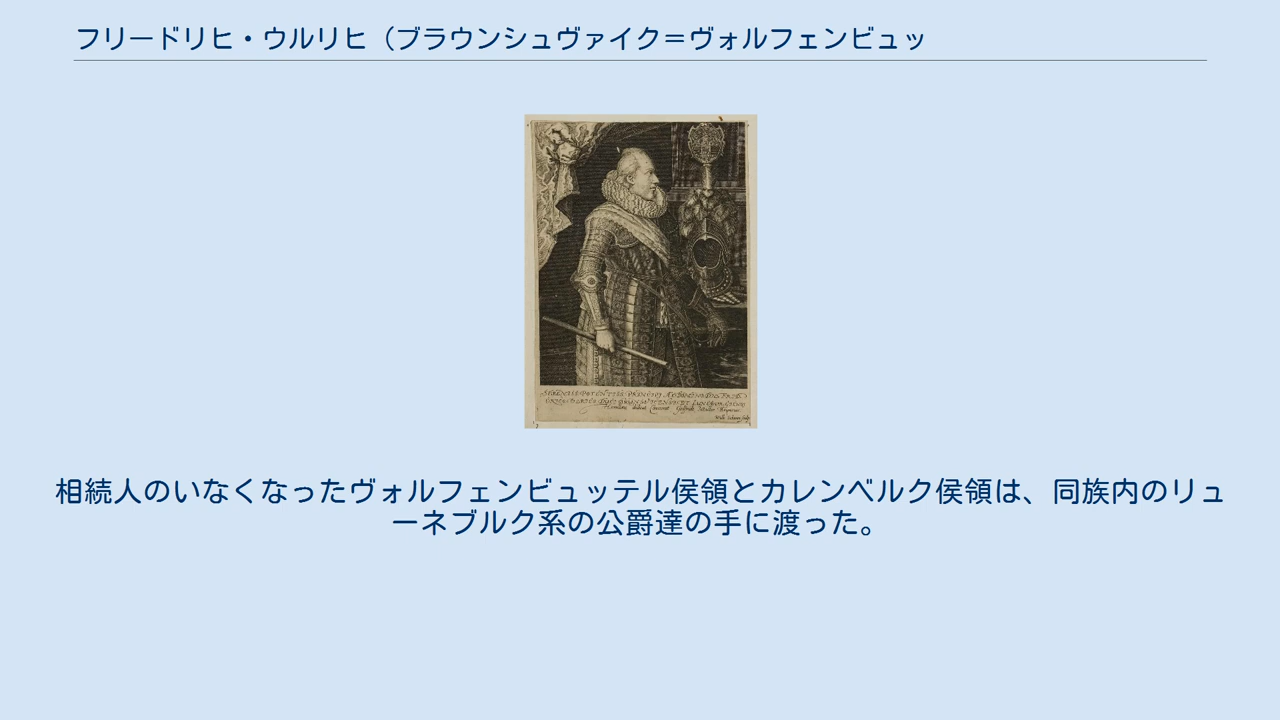 フリードリヒ・ウルリヒ（ブラウンシュヴァイク＝ヴォルフェンビュッ
相続人のいなくなったヴォルフェンビュッテル侯領とカレンベルク侯領は、同族内のリュ
ーネブルク系の公爵達の手に渡った。